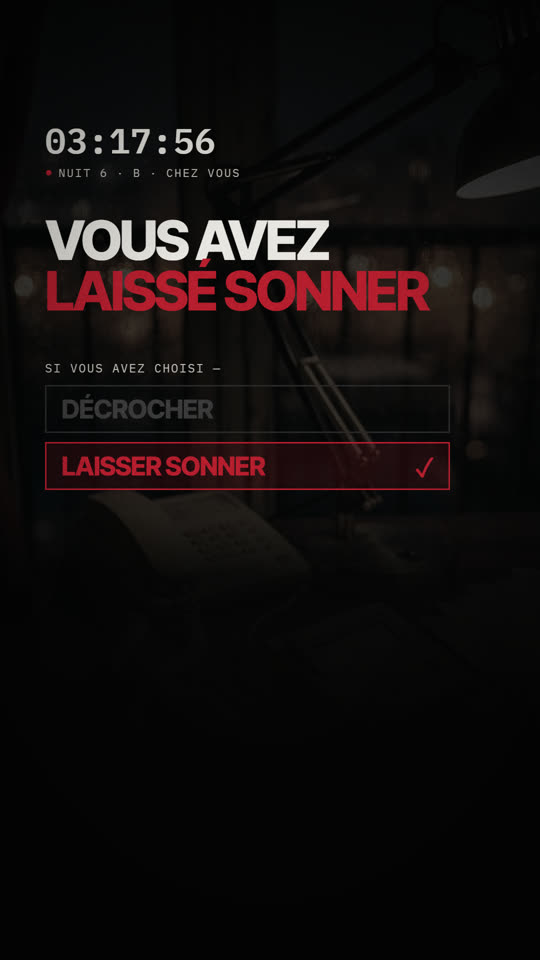 03:17:56
NUIT 6 · B · CHEZ VOUS
VOUS AVEZ
LAISSÉ SONNER
SI VOUS AVEZ CHOISI —
DÉCROCHER
LAISSER SONNER ✓